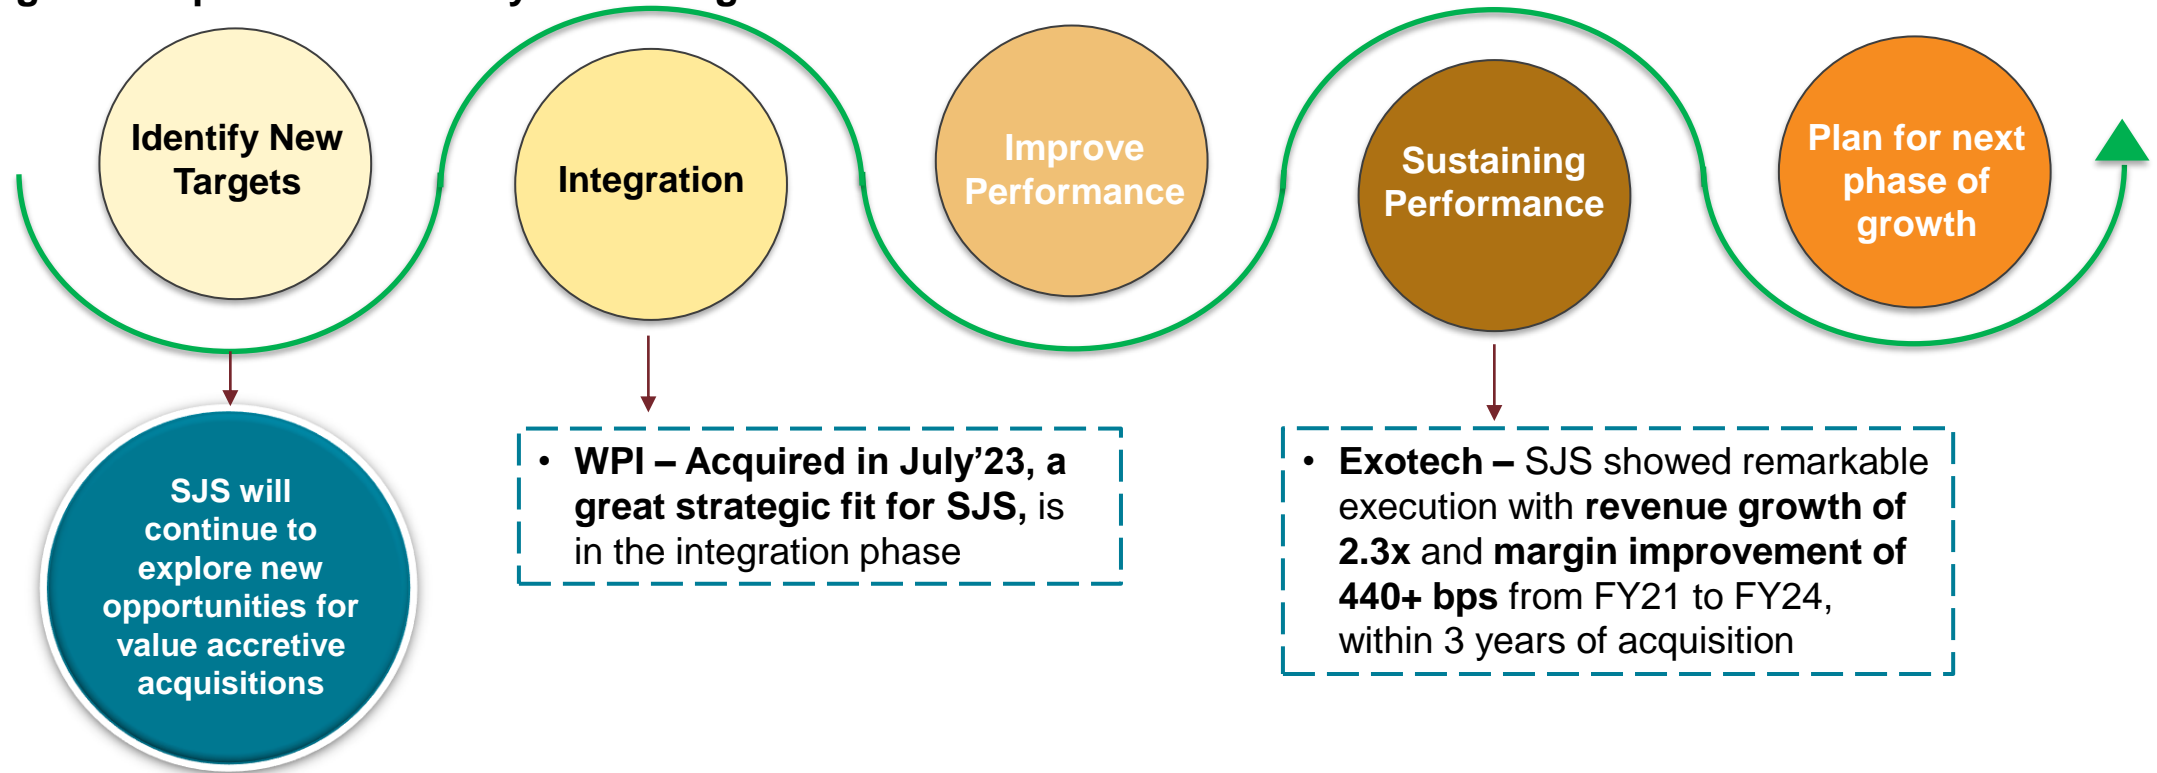 Identify New
Targets
Integration
Improve
Performance
Sustaining
Performance
Plan for next
phase of
growth
SJS will
continue to
explore new
opportunities for
value accretive
acquisitions
• WPI – Acquired in July’23, a
great strategic fit for SJS, is
in the integration phase
• Exotech – SJS showed remarkable
execution with revenue growth of
2.3x and margin improvement of
440+ bps from FY21 to FY24,
within 3 years of acquisition